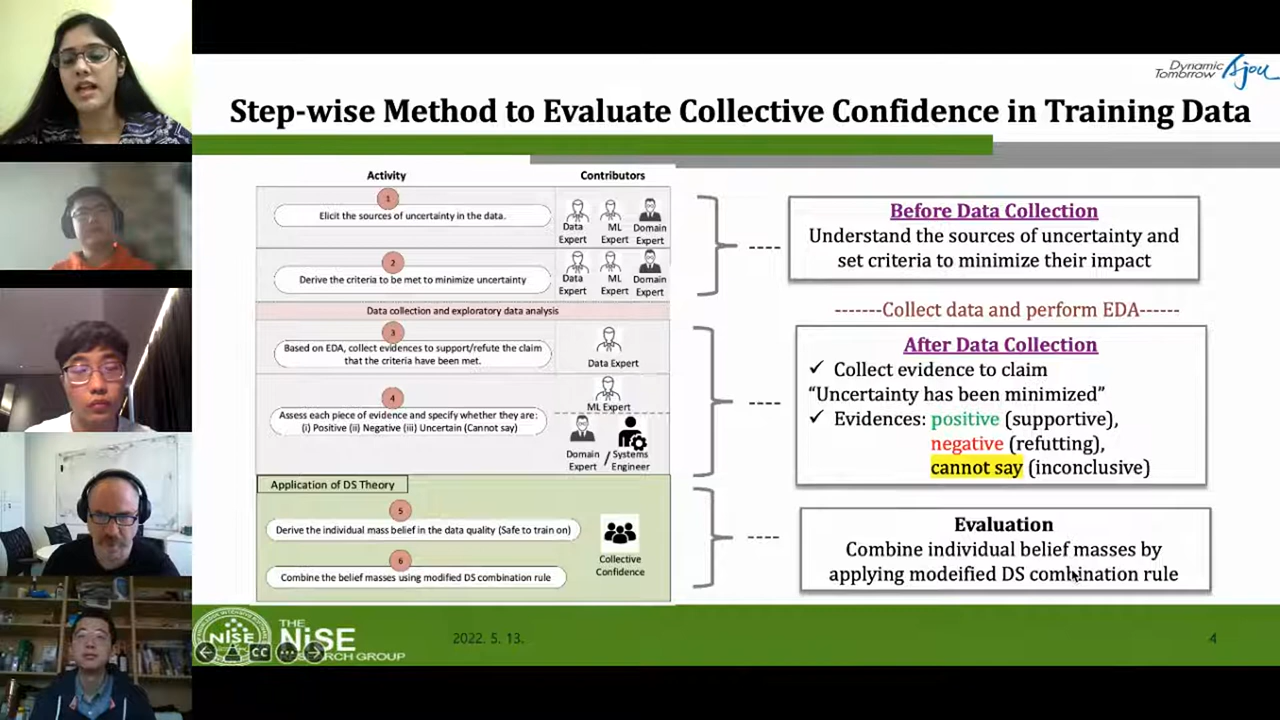 Dynamic
Tomorrow Ajou
Step-wise Method to Evaluate Collective Confidence in Training Data
Activity
Contributors
1
Elicit the sources of uncertainty in the data.
Data Expert
ML Expert
Domain Expert
2
Derive the criteria to be met to minimize uncertainty
Data Expert
ML Expert
Domain Expert
Data collection and exploratory data analysis
3
Based on EDA, collect evidences to support/refute the claim
that the criteria have been met.
Data Expert
4
Assess each piece of evidence and specify whether they are:
(i) Positive (ii) Negative (iii) Uncertain (Cannot say)
ML Expert
Domain Expert
/
Systems Engineer
Application of DS Theory
5
Derive the individual mass belief in the data quality (Safe to train on)
6
Combine the belief masses using modified DS combination rule
Collective
Confidence
Before Data Collection
Understand the sources of uncertainty and
set criteria to minimize their impact
-------Collect data and perform EDA------
After Data Collection
✓ Collect evidence to claim
“Uncertainty has been minimized”
✓ Evidences: positive (supportive),
negative (refutting),
cannot say (inconclusive)
Evaluation
Combine individual belief masses by
applying modeified DS combination rule
NiSE
THE
NiSE
RESEARCH GROUP
CC
2022. 5. 13.
4